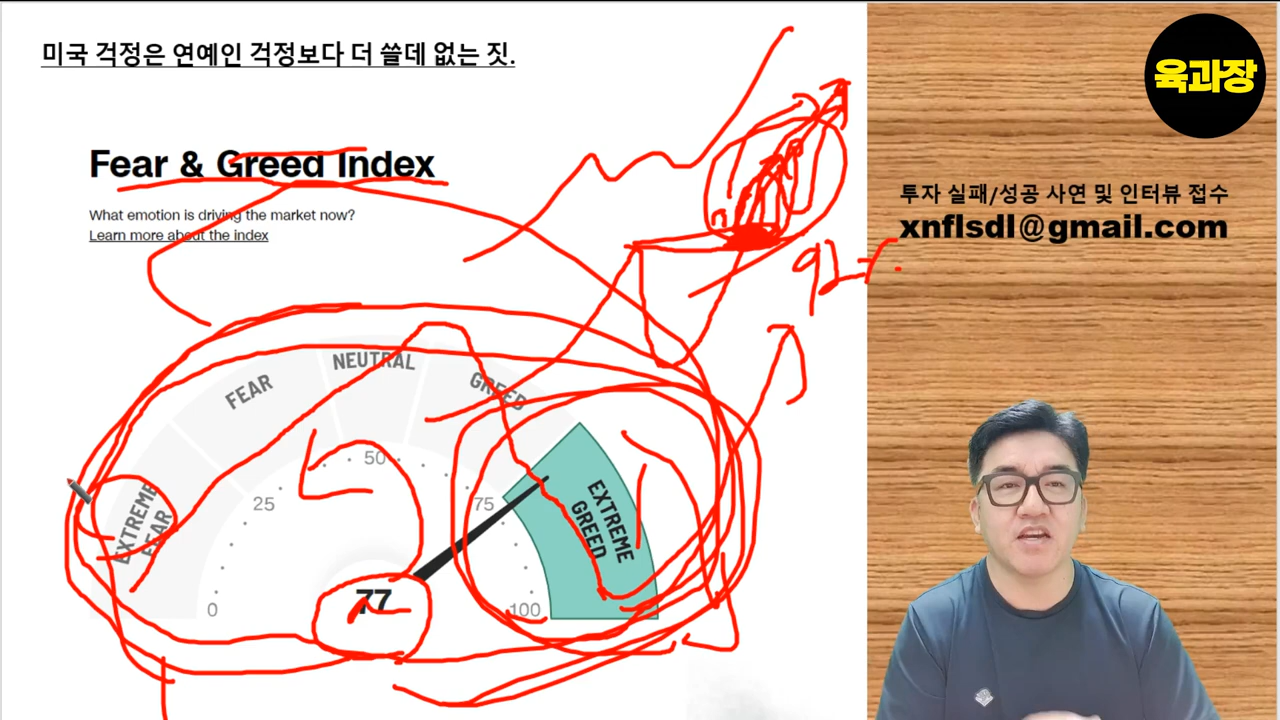 미국 걱정은 연예인 걱정보다 더 쓸데 없는 짓.
육과장
Fear & Greed Index
What emotion is driving the market now?
Learn more about the index
투자 실패/성공 사연 및 인터뷰 접수
xnflsdl@gmail.com
EXTREME FEAR
FEAR
NEUTRAL
GREED
EXTREME GREED
0
25
50
75
100
77